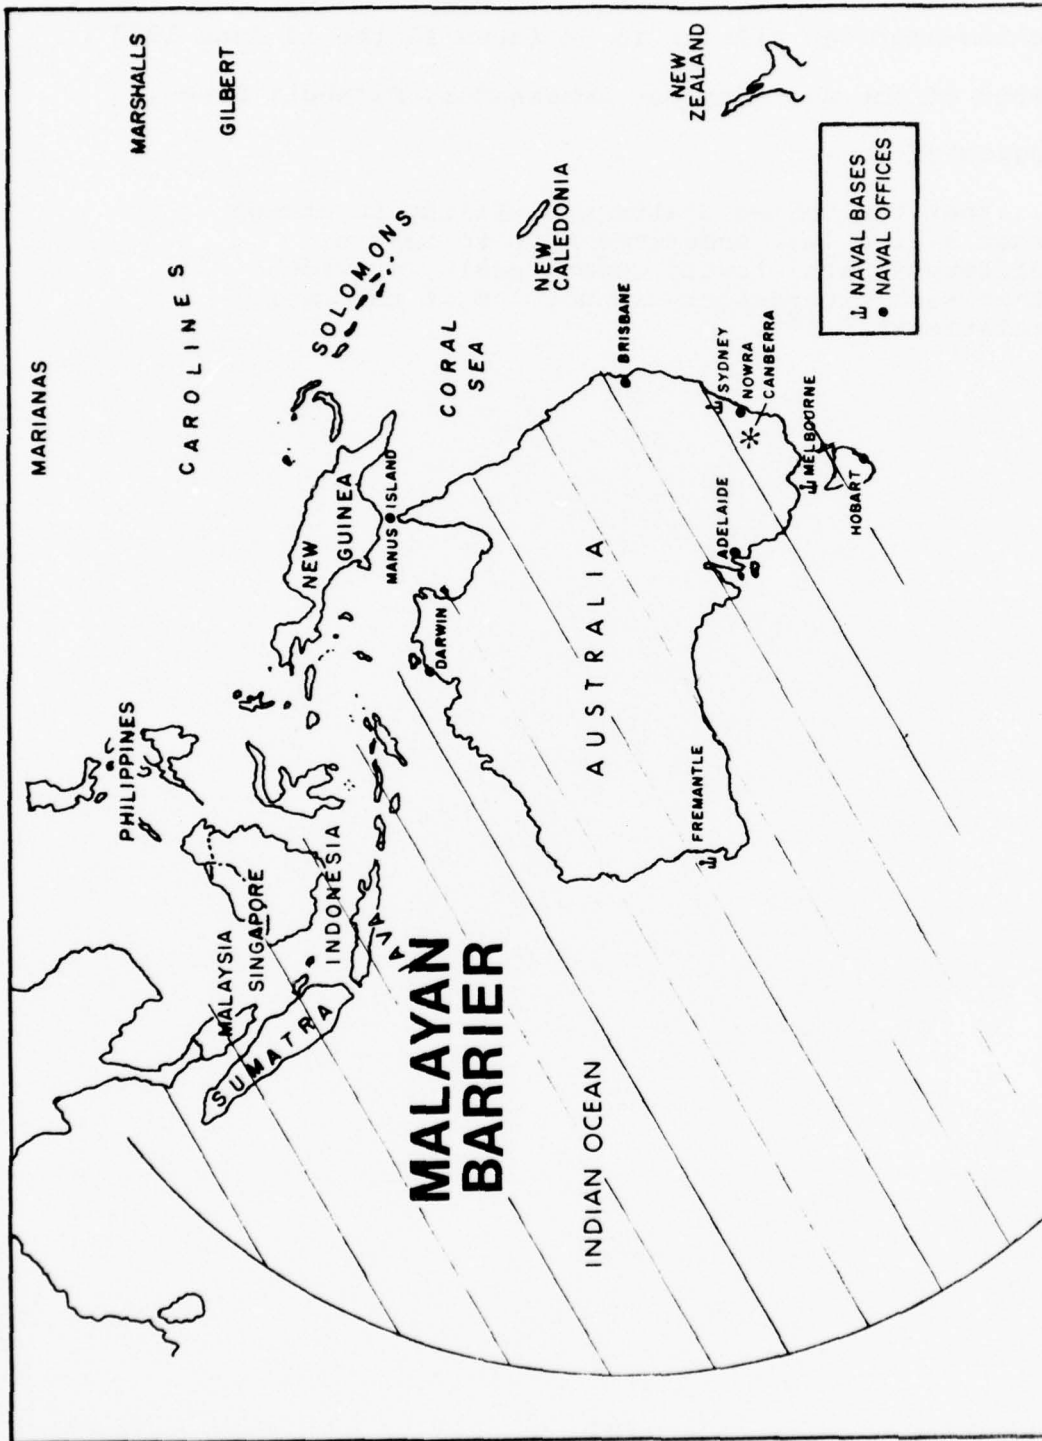 MARIANAS
MARSHALLS
CAROLINES
GILBERT
PHILIPPINES
SOLOMONS
MALAYSIA
SINGAPORE
SUMATRA
INDONESIA
JAVA
NEW
GUINEA
MANUS ISLAND
CORAL
SEA
NEW
CALEDONIA
NEW
ZEALAND
MALAYAN
BARRIER
DARWIN
INDIAN OCEAN
AUSTRALIA
BRISBANE
FREMANTLE
ADELAIDE
SYDNEY
NOWRA
CANBERRA
MELBOURNE
HOBART
NAVAL BASES
NAVAL OFFICES